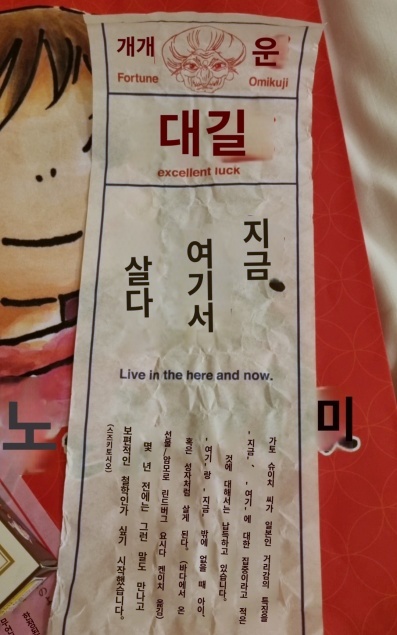 개개 운
Fortune Omikuji
대길
excellent luck
지금
여기서
살다
Live in the here and now.
노
미
가토 슈이치 씨가 일본인 거리감의 특징을
'지금', '여기'에 대한 집중이라고 적은
것에 대해서는 납득하고 있습니다.
'여기'랑 '지금' 밖에 없을 때 아이,
혹은 성자처럼 살게 된다. (바다에서 온
선물/암모로 린드버그 요시다 켄이치 옮김)
몇 년 전에는 그런 말도 만나고
보편적인 철학인가 싶기 시작했습니다.
(스즈키토시오)